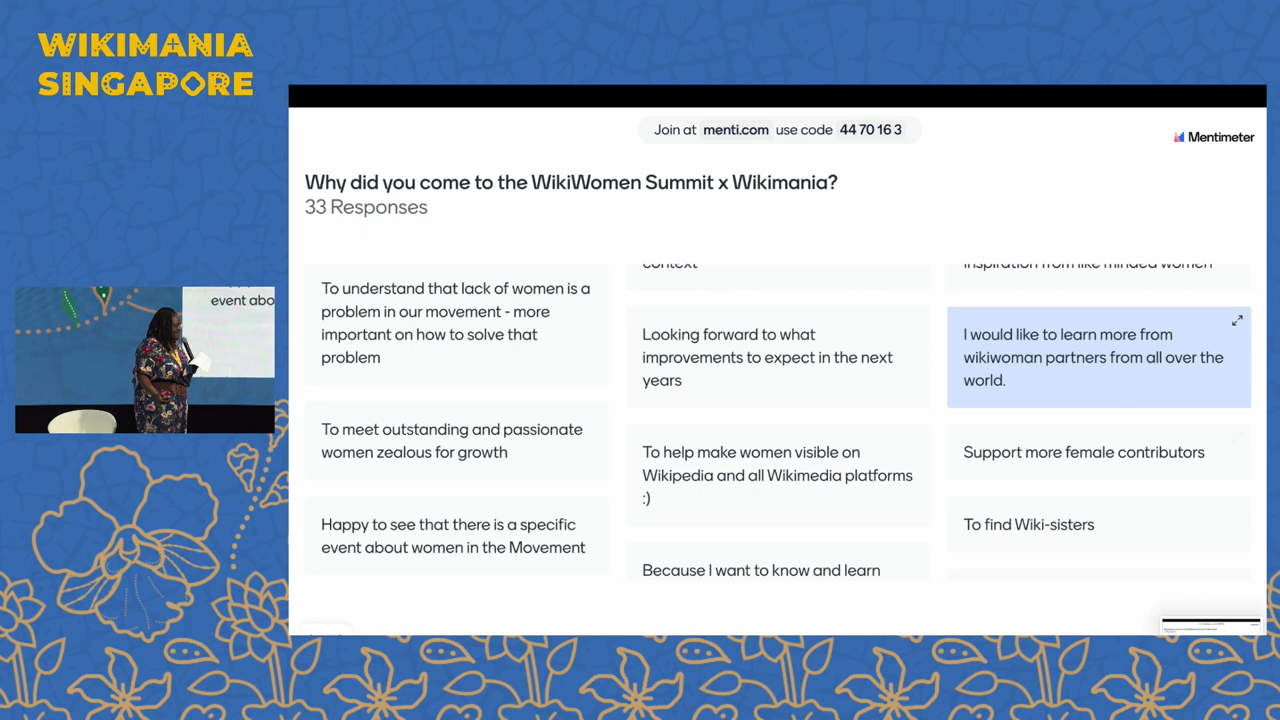 WIKIMANIA
SINGAPORE
Join at menti.com use code 44 70 16 3
Mentimeter
Why did you come to the WikiWomen Summit x Wikimania?
33 Responses
To understand that lack of women is a
problem in our movement - more
important on how to solve that
problem
To meet outstanding and passionate
women zealous for growth
Happy to see that there is a specific
event about women in the Movement
context
Looking forward to what
improvements to expect in the next
years
To help make women visible on
Wikipedia and all Wikimedia platforms
:)
Because I want to know and learn
inspiration from like minded women
I would like to learn more from
wikiwoman partners from all over the
world.
Support more female contributors
To find Wiki-sisters
event abo